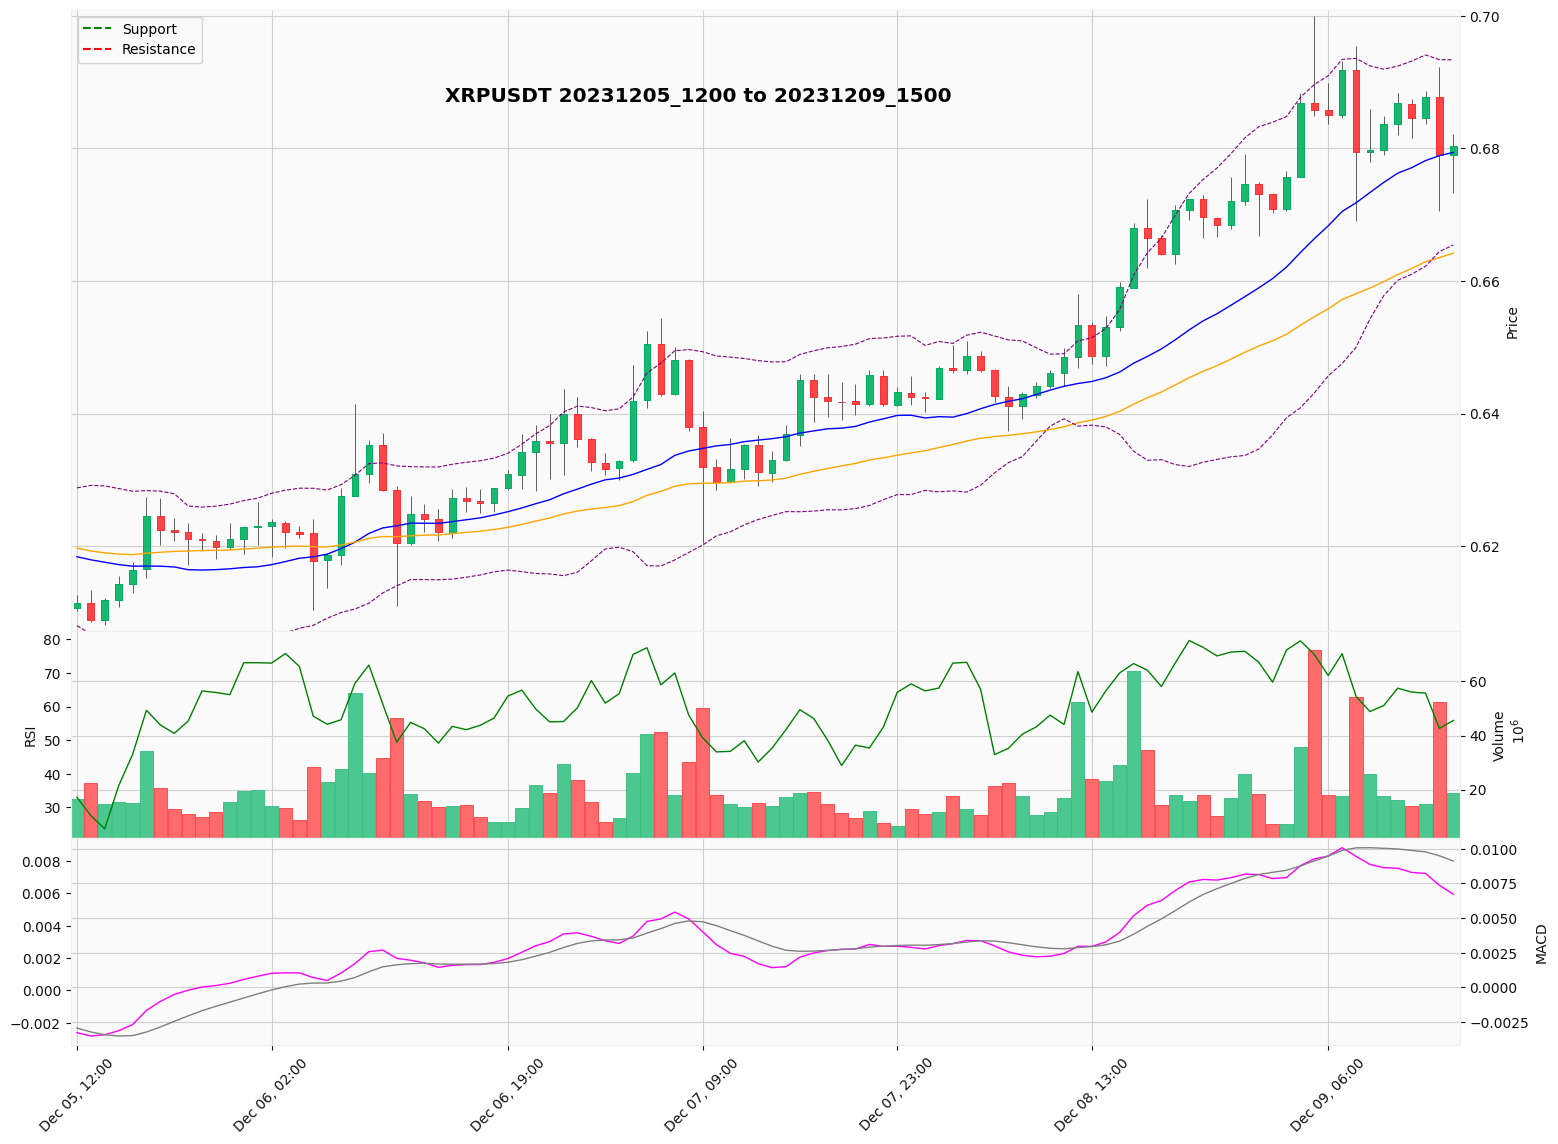 Support
Resistance
XRPUSDT 20231205_1200 to 20231209_1500
0.70
0.68
0.66
0.64
0.62
Price
80
70
60
50
40
30
RSI
60
40
20
Volume
10^6
0.008
0.006
0.004
0.002
0.000
−0.002
0.0100
0.0075
0.0050
0.0025
0.0000
−0.0025
MACD
Dec 05, 12:00
Dec 06, 02:00
Dec 06, 19:00
Dec 07, 09:00
Dec 07, 23:00
Dec 08, 13:00
Dec 09, 06:00